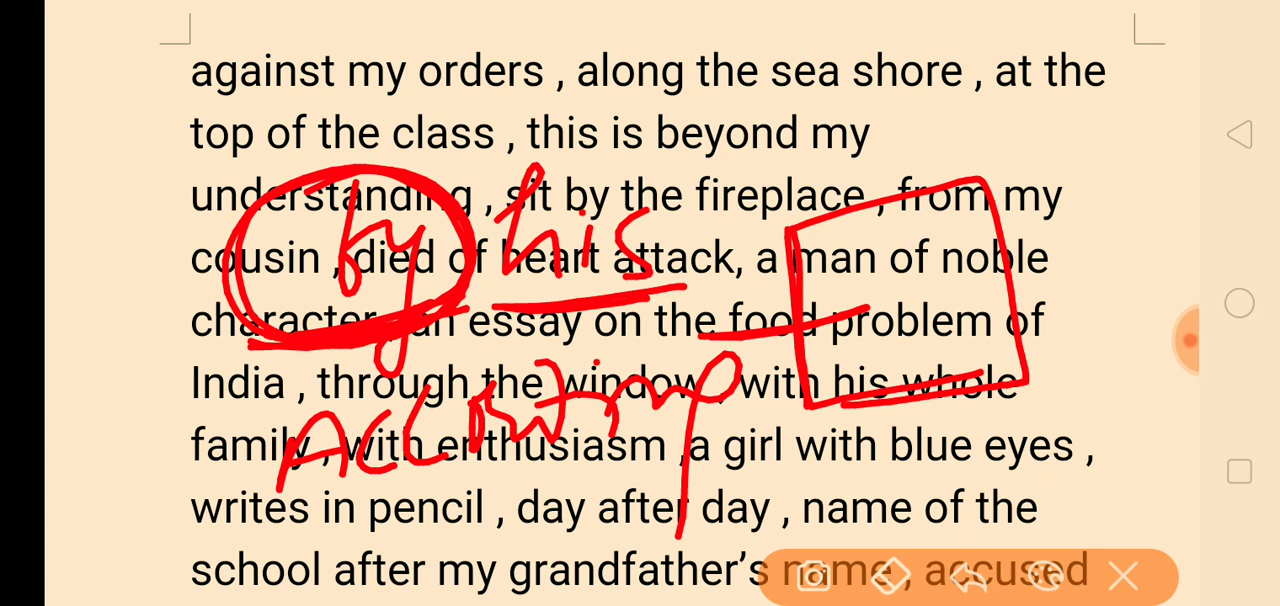 against my orders , along the sea shore , at the
top of the class , this is beyond my
understanding , sit by the fireplace , from my
cousin , died of heart attack, a man of noble
character , an essay on the food problem of
India , through the window , with his whole
family , with enthusiasm ,a girl with blue eyes ,
writes in pencil , day after day , name of the
school after my grandfather’s name , accused
by his